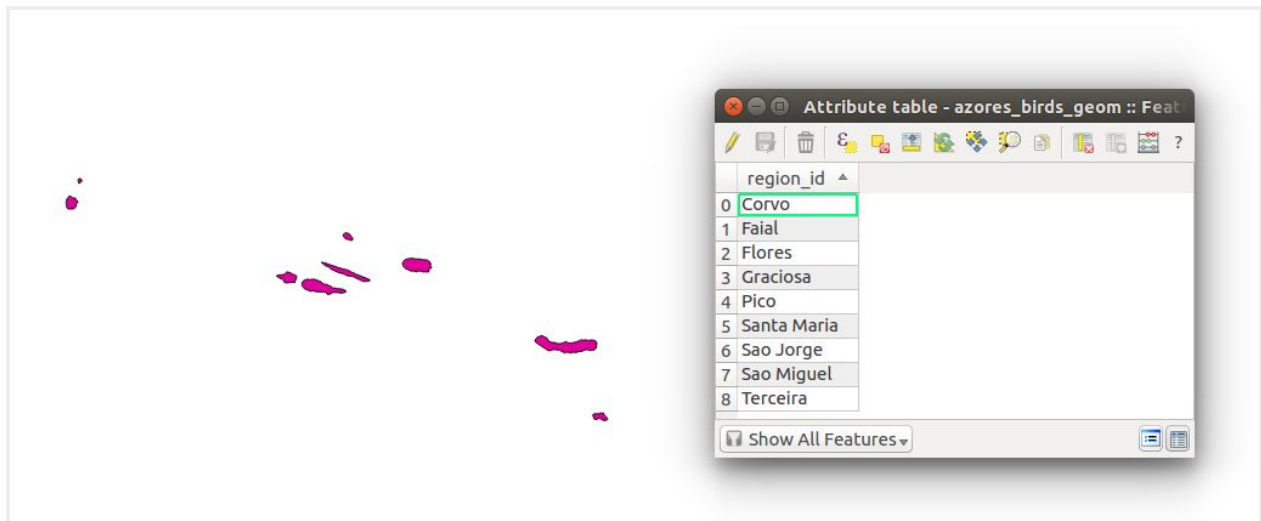 Attribute table - azores_birds_geom :: Feat
ε
?
region_id
0 Corvo
1 Faial
2 Flores
3 Graciosa
4 Pico
5 Santa Maria
6 Sao Jorge
7 Sao Miguel
8 Terceira
Show All Features